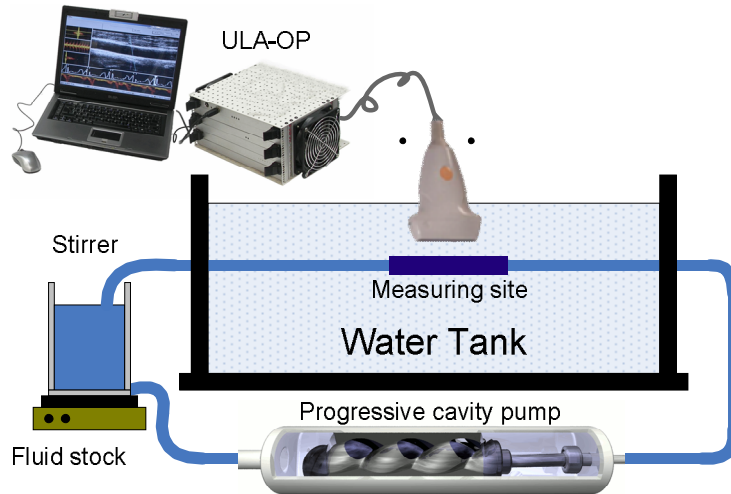 ULA-OP
Stirrer
Measuring site
Water Tank
Progressive cavity pump
Fluid stock